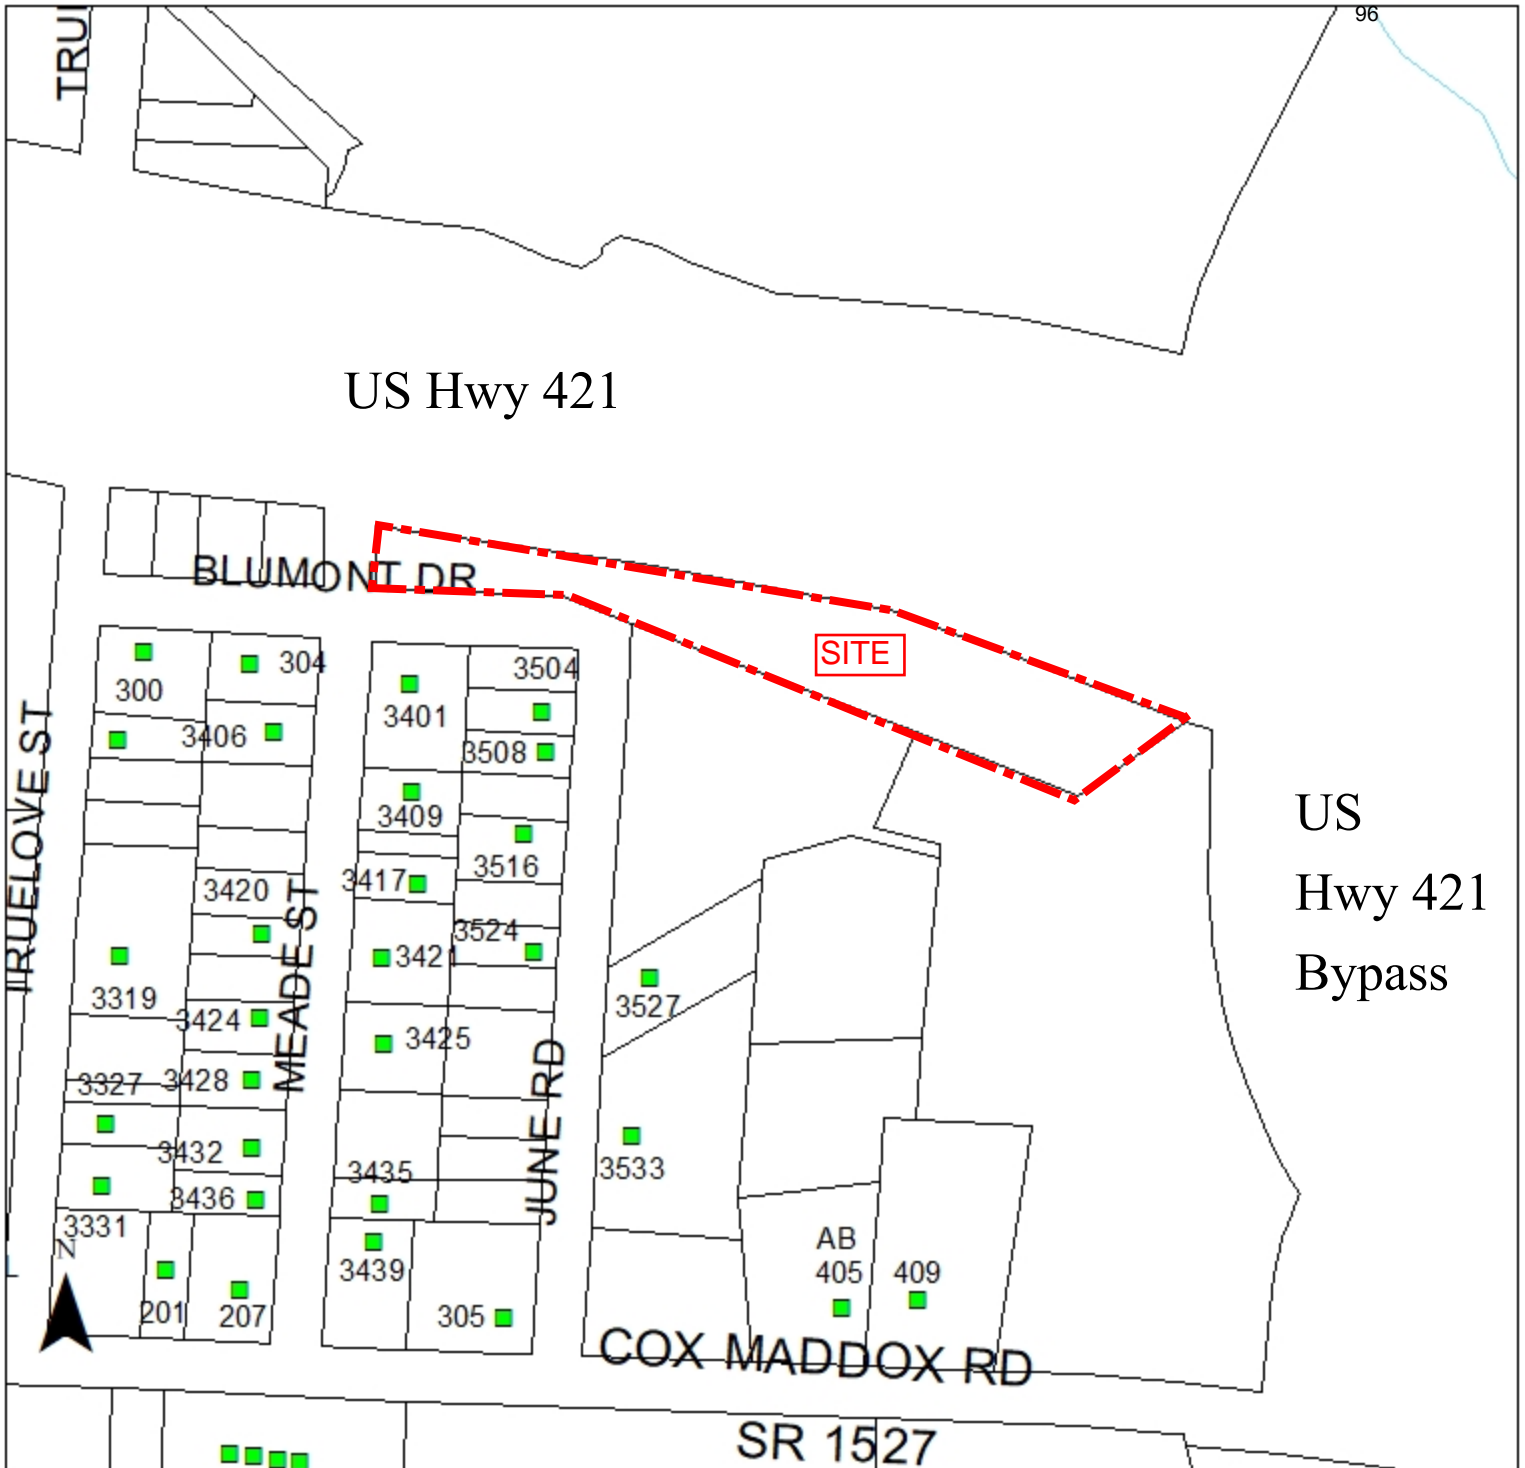 96
TRU
US Hwy 421
BLUMONT DR
SITE
304
3504
300
3401
3406
3508
TRUELOVE ST
US
Hwy 421
Bypass
3409
3516
3417
3420
MEADE ST
3524
3421
3319
3527
3424
3425
JUNE RD
3327
3428
3432
3435
3533
3436
3331
N
AB
405
409
3439
L
201
207
305
COX MADDOX RD
SR 1527